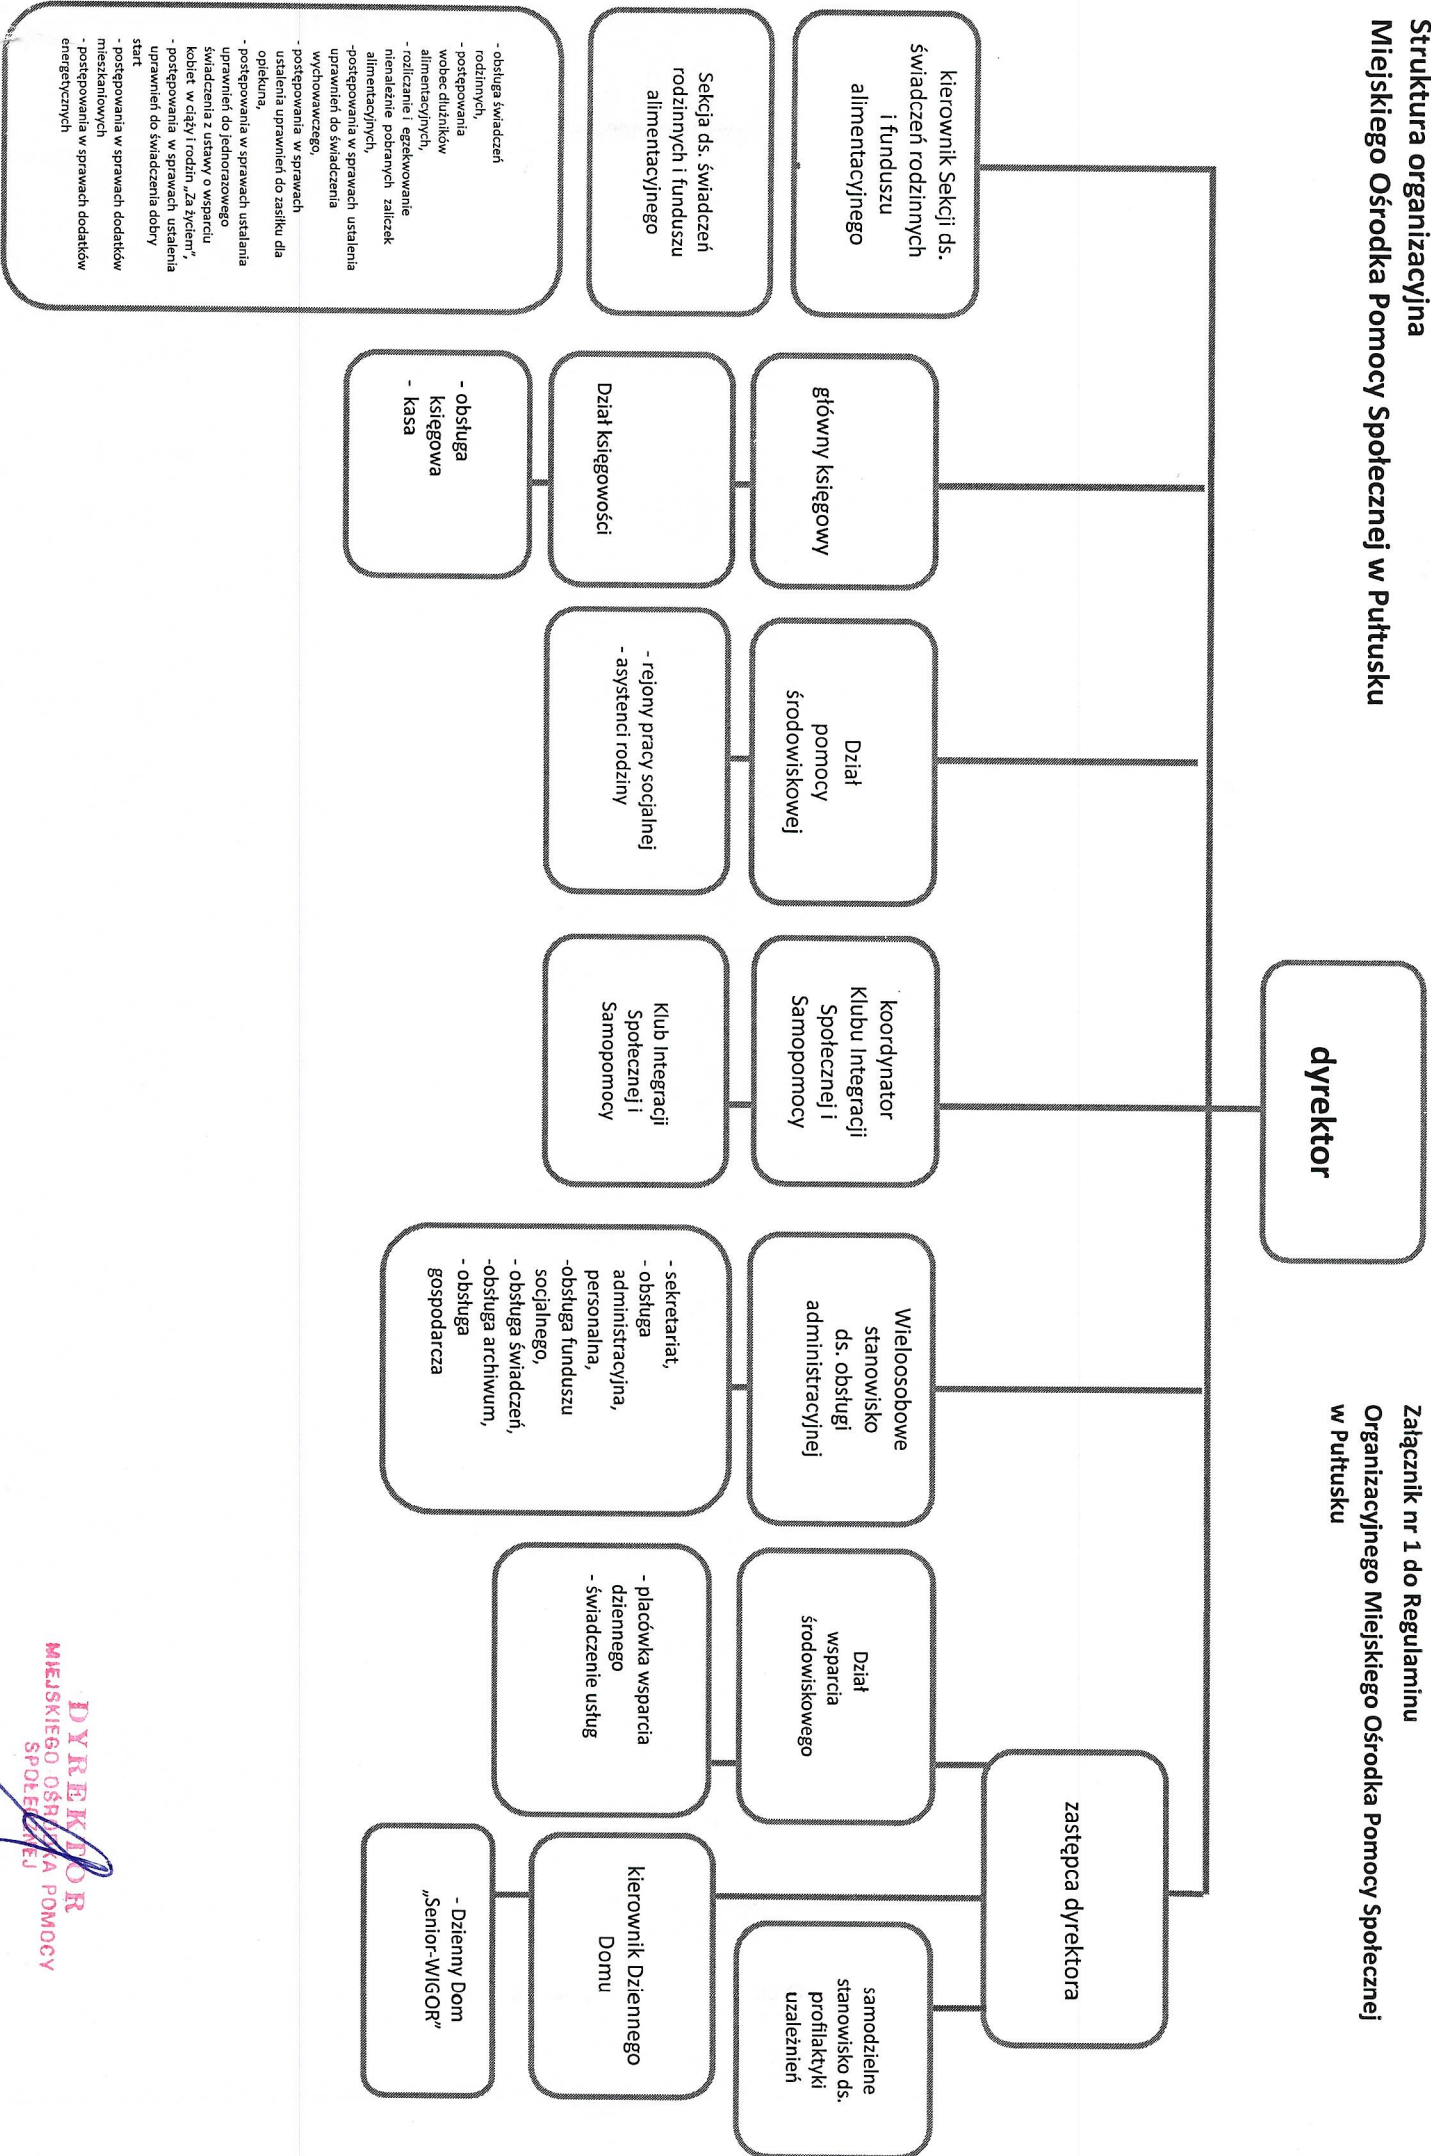 Struktura organizacyjna
Miejskiego Ośrodka Pomocy Społecznej w Pułtusku
Załącznik nr 1 do Regulaminu
Organizacyjnego Miejskiego Ośrodka Pomocy Społecznej
w Pułtusku
dyrektor
zastępca dyrektora
kierownik Sekcji ds.
świadczeń rodzinnych
i funduszu
alimentacyjnego
Sekcja ds. świadczeń
rodzinnych i funduszu
alimentacyjnego
- obsługa świadczeń
rodzinnych,
- postępowania
wobec dłużników
alimentacyjnych,
- rozliczanie i egzekwowanie
nienależnie pobranych zaliczek
alimentacyjnych,
-postępowania w sprawach ustalenia
uprawnień do świadczenia
wychowawczego,
- postępowania w sprawach
ustalenia uprawnień do zasiłku dla
opiekuna,
- postępowania w sprawach ustalania
uprawnień do jednorazowego
świadczenia z ustawy o wsparciu
kobiet w ciąży i rodzin „Za życiem",
- postępowania w sprawach ustalenia
uprawnień do świadczenia dobry
start
- postępowania w sprawach dodatków
mieszkaniowych
- postępowania w sprawach dodatków
energetycznych
główny księgowy
Dział księgowości
- obsługa
księgowa
- kasa
Dział
pomocy
środowiskowej
- rejony pracy socjalnej
- asystenci rodziny
koordynator
Klubu Integracji
Społecznej i
Samopomocy
Klub Integracji
Społecznej i
Samopomocy
Wieloosobowe
stanowisko
ds. obsługi
administracyjnej
- sekretariat,
- obsługa
administracyjna,
personalna,
-obsługa funduszu
socjalnego,
- obsługa świadczeń,
-obsługa archiwum,
- obsługa
gospodarcza
Dział
wsparcia
środowiskowego
- placówka wsparcia
dziennego
- świadczenie usług
kierownik Dziennego
Domu
- Dzienny Dom
„Senior-WIGOR"
samodzielne
stanowisko ds.
profilaktyki
uzależnień
DYREKTOR
MIEJSKIEGO OŚRODKA POMOCY
SPOŁECZNEJ